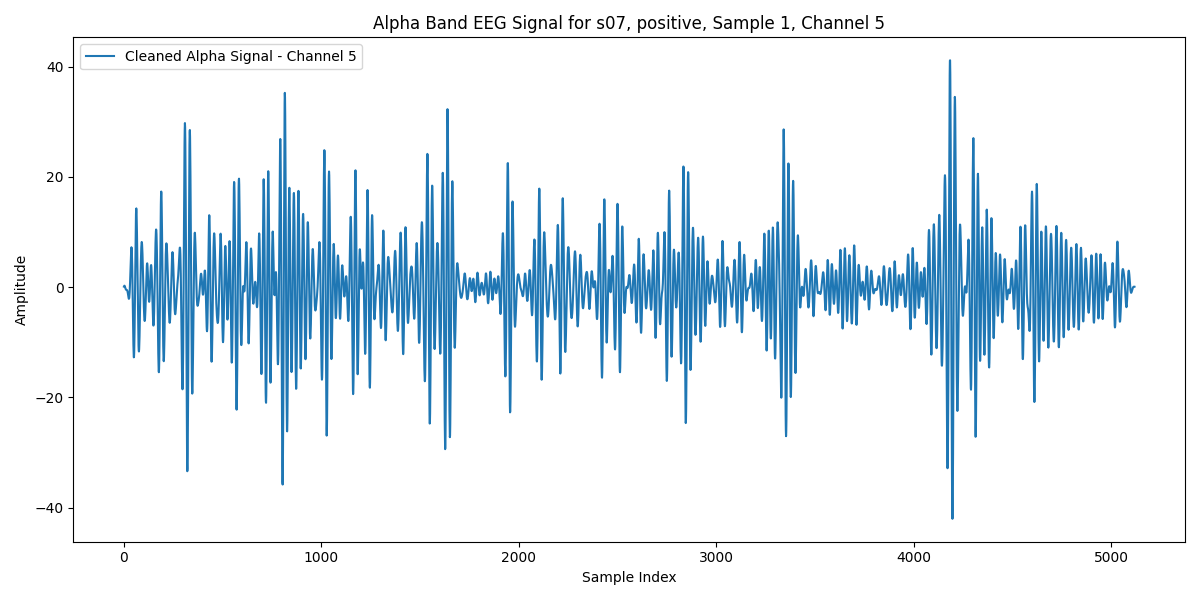 Alpha Band EEG Signal for s07, positive, Sample 1, Channel 5
Cleaned Alpha Signal - Channel 5
40
20
0
−20
−40
Amplitude
0 1000 2000 3000 4000 5000
Sample Index